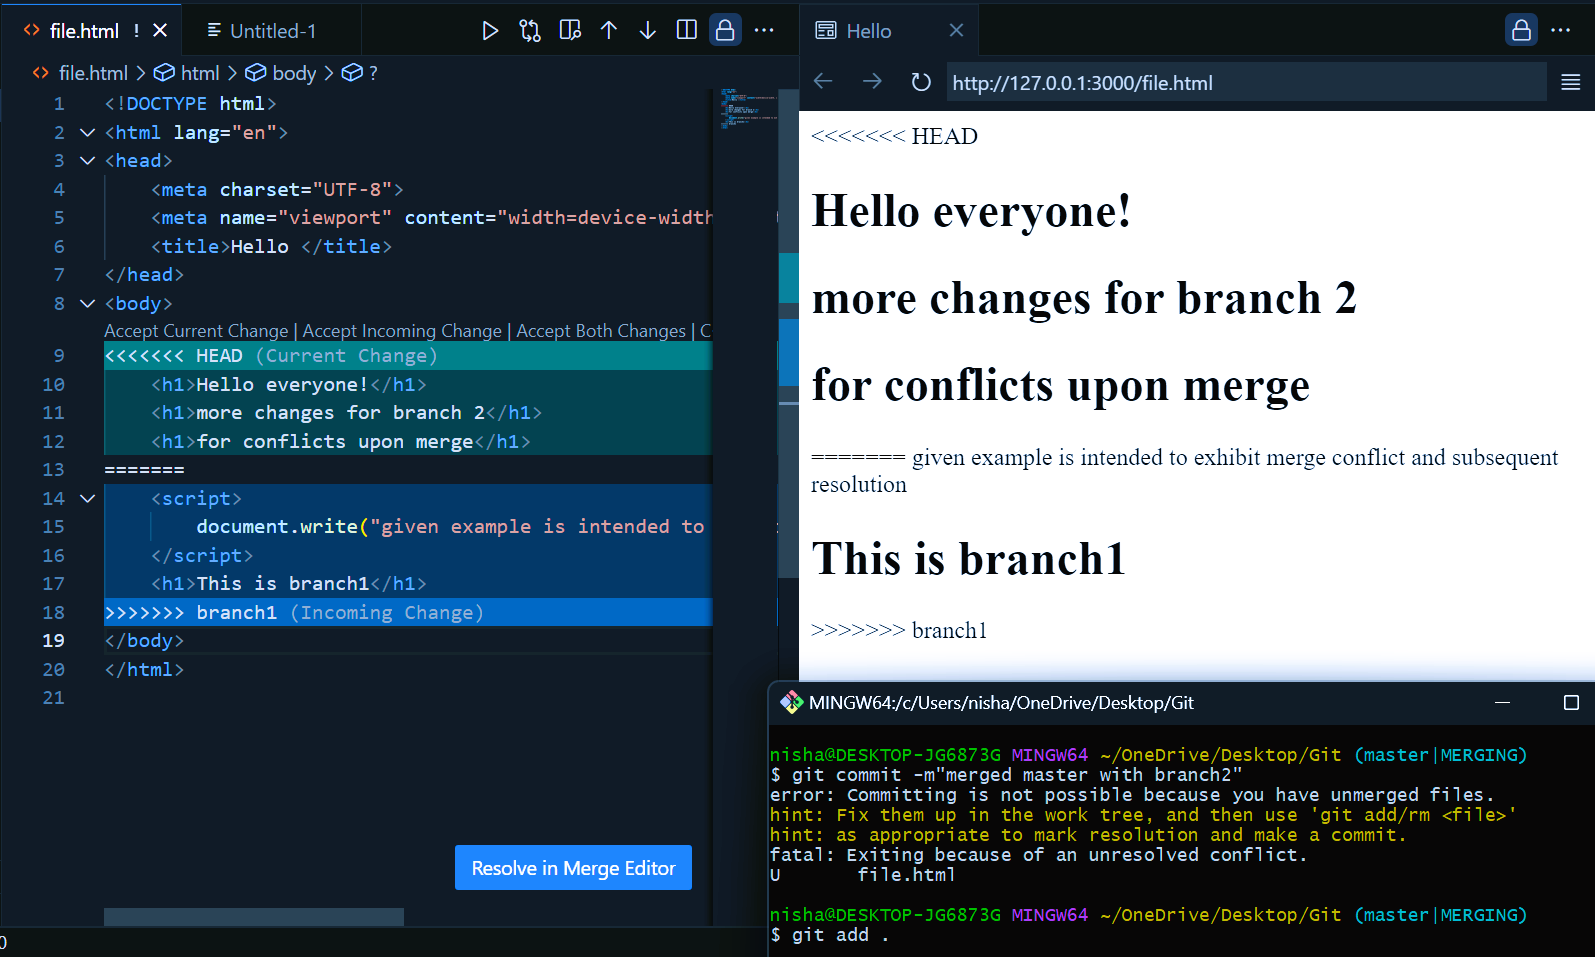 file.html ! 
Untitled-1
file.html > html > body > ?
1 <!DOCTYPE html>
2 <html lang="en">
3 <head>
4 <meta charset="UTF-8">
5 <meta name="viewport" content="width=device-width
6 <title>Hello </title>
7 </head>
8 <body>
Accept Current Change | Accept Incoming Change | Accept Both Changes | C
9 <<<<<<< HEAD (Current Change)
10 <h1>Hello everyone!</h1>
11 <h1>more changes for branch 2</h1>
12 <h1>for conflicts upon merge</h1>
13 =======
14 <script>
15 document.write("given example is intended to
16 </script>
17 <h1>This is branch1</h1>
18 >>>>>>> branch1 (Incoming Change)
19 </body>
20 </html>
21
Resolve in Merge Editor
0
Hello
http://127.0.0.1:3000/file.html
<<<<<<< HEAD
Hello everyone!
more changes for branch 2
for conflicts upon merge
======= given example is intended to exhibit merge conflict and subsequent
resolution
This is branch1
>>>>>>> branch1
MINGW64:/c/Users/nisha/OneDrive/Desktop/Git
nisha@DESKTOP-JG6873G MINGW64 ~/OneDrive/Desktop/Git (master|MERGING)
$ git commit -m"merged master with branch2"
error: Committing is not possible because you have unmerged files.
hint: Fix them up in the work tree, and then use 'git add/rm <file>'
hint: as appropriate to mark resolution and make a commit.
fatal: Exiting because of an unresolved conflict.
U file.html
nisha@DESKTOP-JG6873G MINGW64 ~/OneDrive/Desktop/Git (master|MERGING)
$ git add .